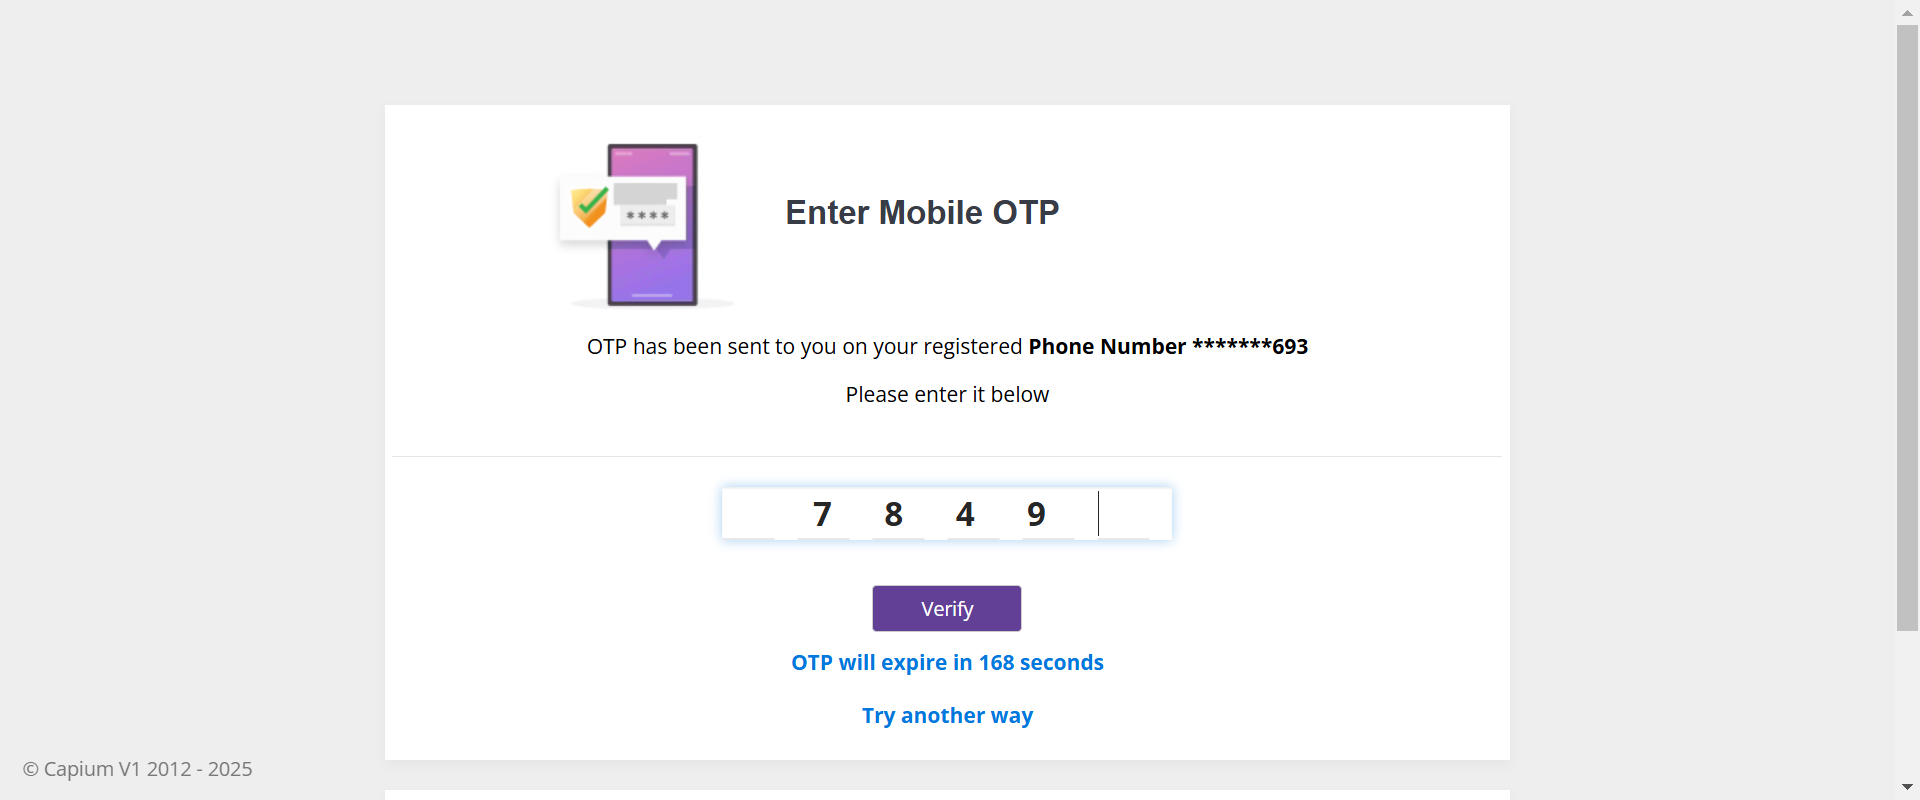 ****
Enter Mobile OTP
OTP has been sent to you on your registered Phone Number *******693
Please enter it below
7 8 4 9
Verify
OTP will expire in 168 seconds
Try another way
© Capium V1 2012 - 2025